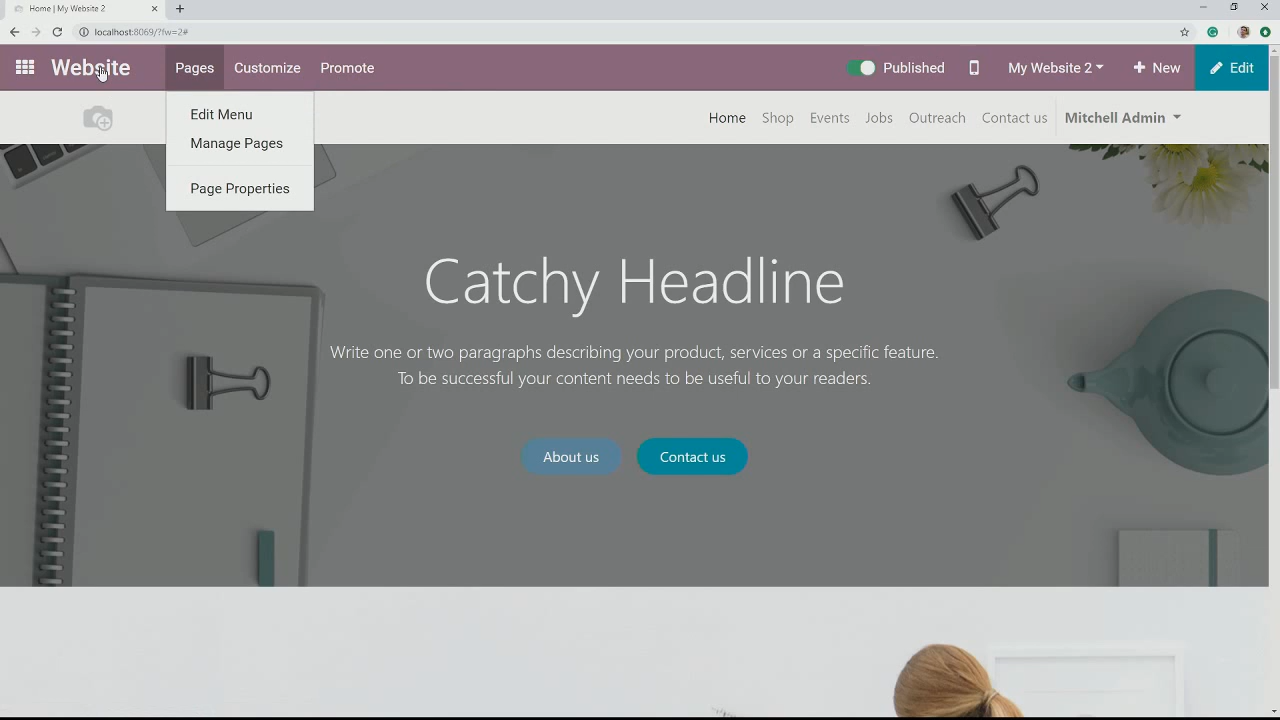 Home | My Website 2
localhost:8069/?fw=2#
Website Pages Customize Promote Published My Website 2 New Edit
Edit Menu
Manage Pages
Page Properties
Home Shop Events Jobs Outreach Contact us Mitchell Admin
Catchy Headline
Write one or two paragraphs describing your product, services or a specific feature.
To be successful your content needs to be useful to your readers.
About us Contact us